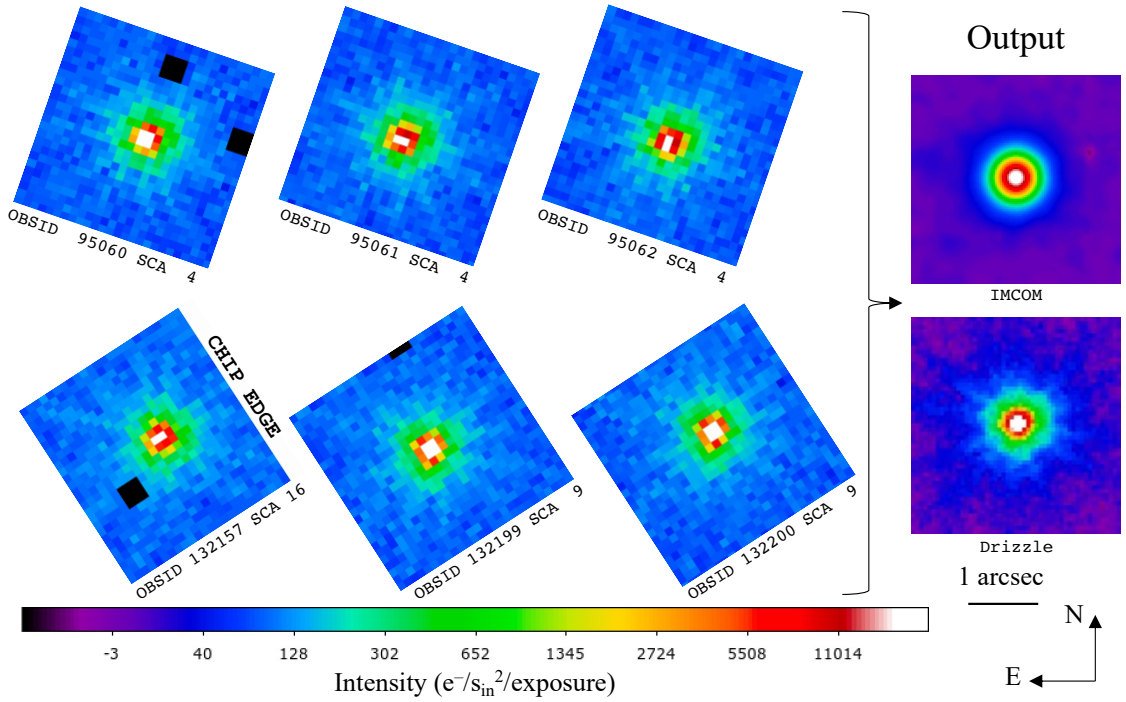 Output
OBSID 95060 SCA 4
OBSID 95061 SCA 4
OBSID 95062 SCA 4
IMCOM
CHIP EDGE
OBSID 132157 SCA 16
OBSID 132199 SCA 9
OBSID 132200 SCA 9
Drizzle
1 arcsec
N
E
-3 40 128 302 652 1345 2724 5508 11014
Intensity (e⁻/s_in²/exposure)